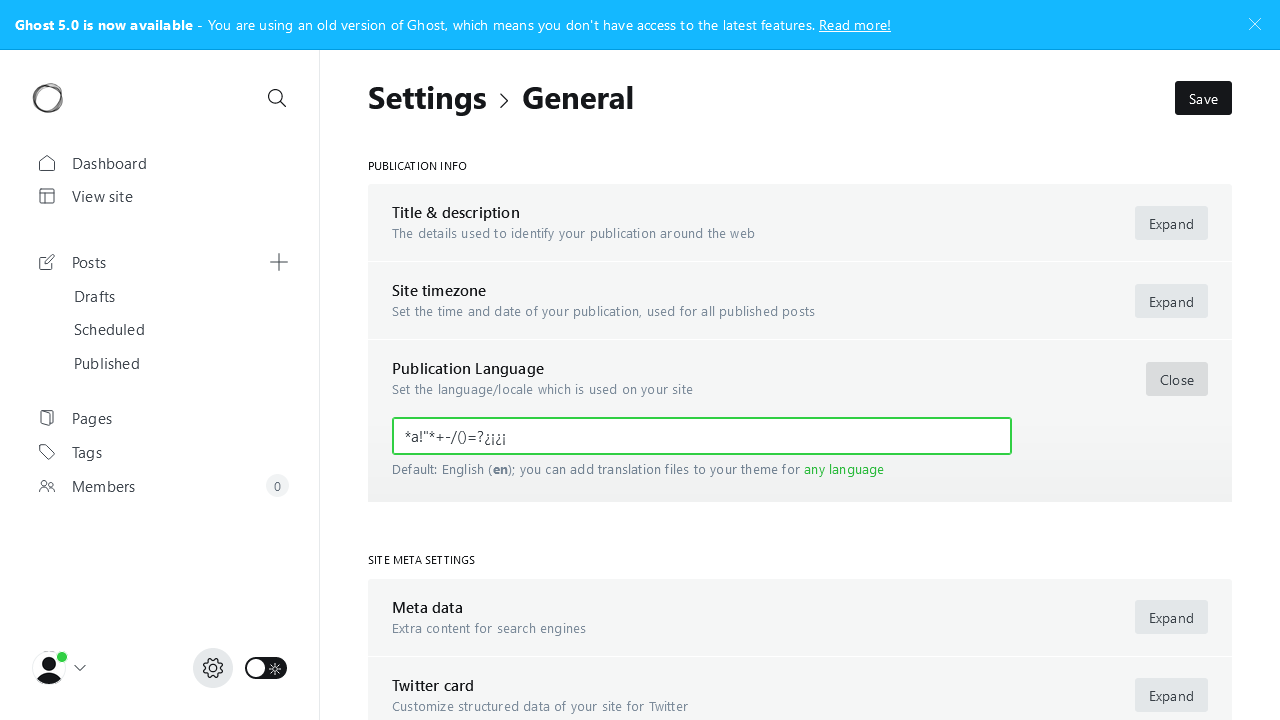 Ghost 5.0 is now available - You are using an old version of Ghost, which means you don't have access to the latest features. Read more!
Settings > General
Save
Dashboard
View site
Posts
Drafts
Scheduled
Published
Pages
Tags
Members
0
PUBLICATION INFO
Title & description
The details used to identify your publication around the web
Expand
Site timezone
Set the time and date of your publication, used for all published posts
Expand
Publication Language
Set the language/locale which is used on your site
Close
*a!"*+-/()=?¿¡¿¡
Default: English (en); you can add translation files to your theme for any language
SITE META SETTINGS
Meta data
Extra content for search engines
Expand
Twitter card
Customize structured data of your site for Twitter
Expand